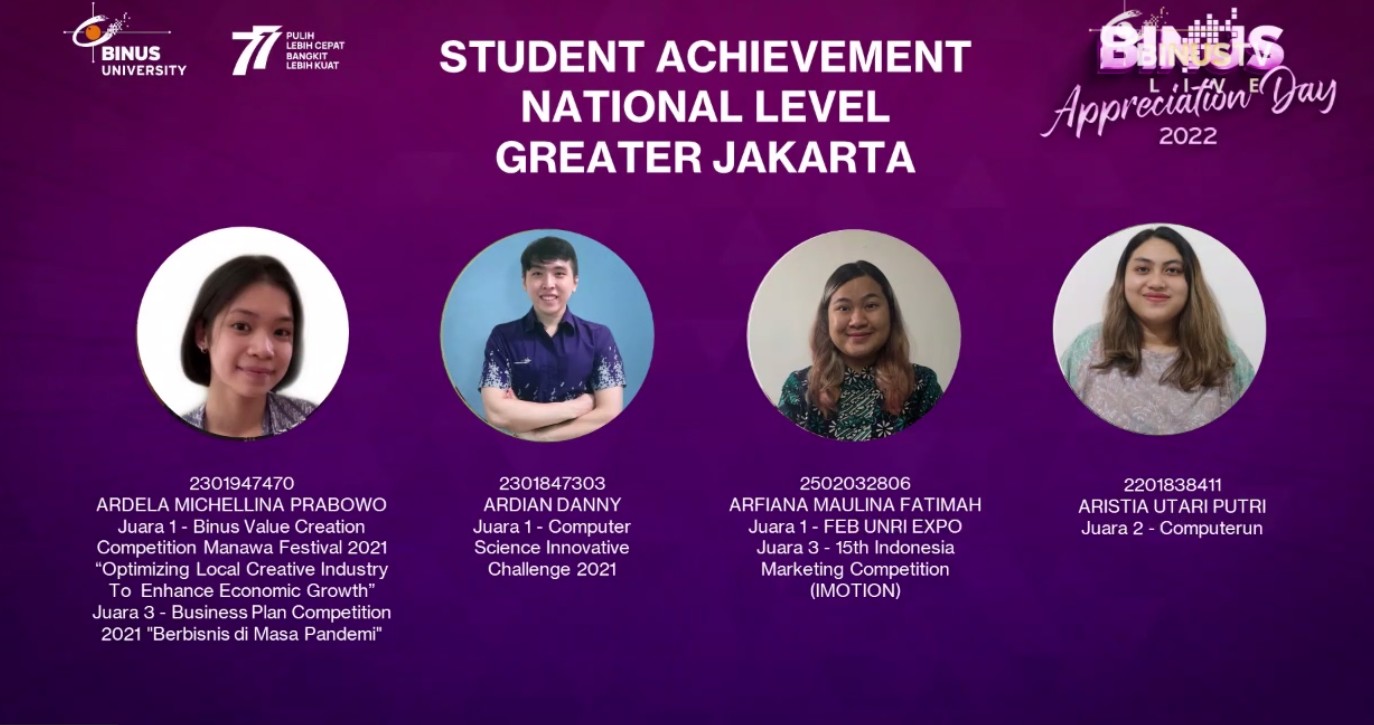 BINUS
UNIVERSITY
77
PULIH
LEBIH CEPAT
BANGKIT
LEBIH KUAT
STUDENT ACHIEVEMENT
NATIONAL LEVEL
GREATER JAKARTA
BINUS
BINUSTV
LIVE
Appreciation Day
2022
2301947470
ARDELA MICHELLINA PRABOWO
Juara 1 - Binus Value Creation
Competition Manawa Festival 2021
“Optimizing Local Creative Industry
To Enhance Economic Growth”
Juara 3 - Business Plan Competition
2021 "Berbisnis di Masa Pandemi"
2301847303
ARDIAN DANNY
Juara 1 - Computer
Science Innovative
Challenge 2021
2502032806
ARFIANA MAULINA FATIMAH
Juara 1 - FEB UNRI EXPO
Juara 3 - 15th Indonesia
Marketing Competition
(IMOTION)
2201838411
ARISTIA UTARI PUTRI
Juara 2 - Computerun